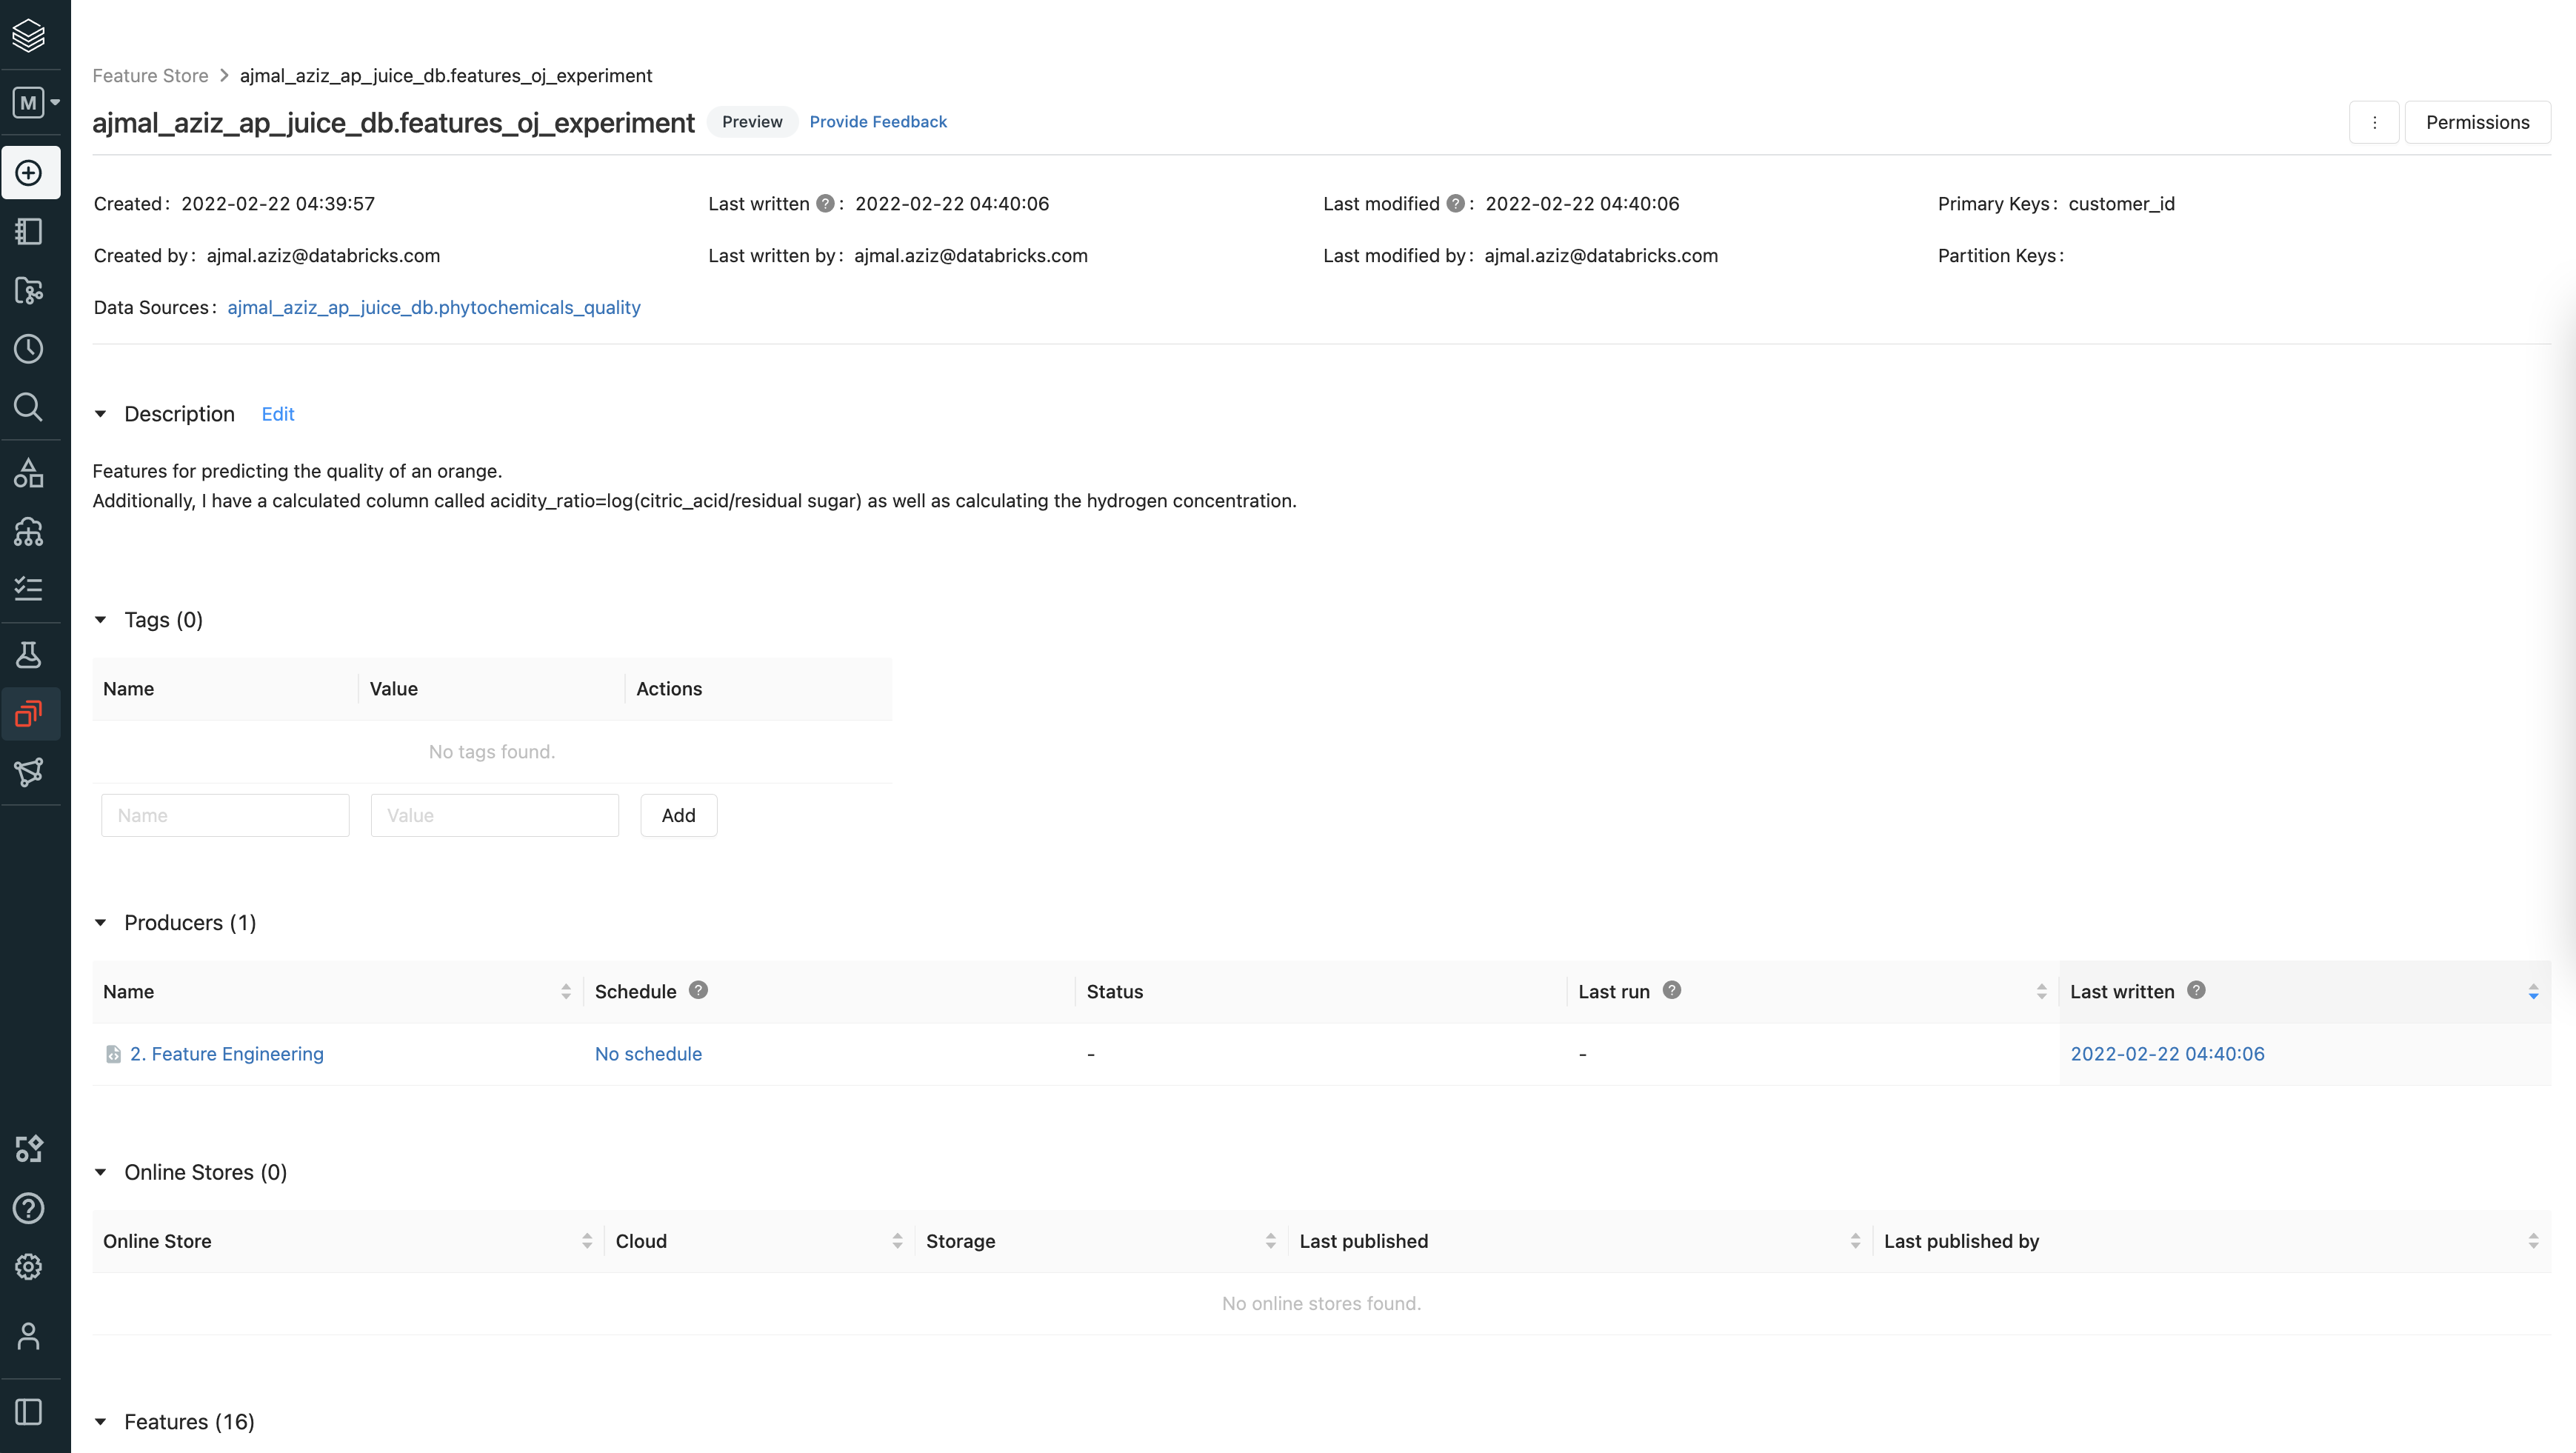 M
Feature Store > ajmal_aziz_ap_juice_db.features_oj_experiment
ajmal_aziz_ap_juice_db.features_oj_experiment Preview Provide Feedback Permissions
Created: 2022-02-22 04:39:57 Last written ? : 2022-02-22 04:40:06 Last modified ? : 2022-02-22 04:40:06 Primary Keys: customer_id
Created by: ajmal.aziz@databricks.com Last written by: ajmal.aziz@databricks.com Last modified by: ajmal.aziz@databricks.com Partition Keys:
Data Sources: ajmal_aziz_ap_juice_db.phytochemicals_quality
Description Edit
Features for predicting the quality of an orange.
Additionally, I have a calculated column called acidity_ratio=log(citric_acid/residual sugar) as well as calculating the hydrogen concentration.
Tags (0)
Name Value Actions
No tags found.
Name Value Add
Producers (1)
Name Schedule ? Status Last run ? Last written ?
2. Feature Engineering No schedule - - 2022-02-22 04:40:06
Online Stores (0)
Online Store Cloud Storage Last published Last published by
No online stores found.
Features (16)